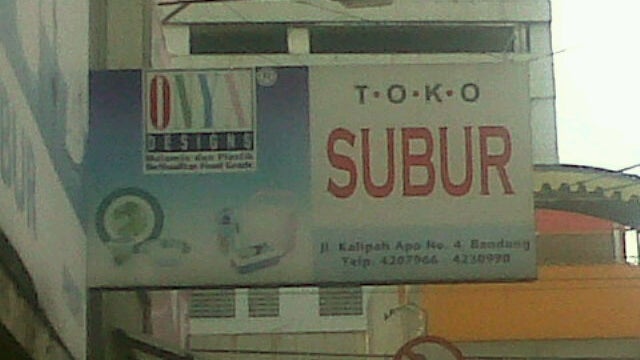 ONYX
DESIGNS
Melamin dan Plastik
Berkualitas Food Grade
T•O•K•O
SUBUR
Jl. Kalipah Apo No. 4, Bandung
Telp. 4207966 4230990